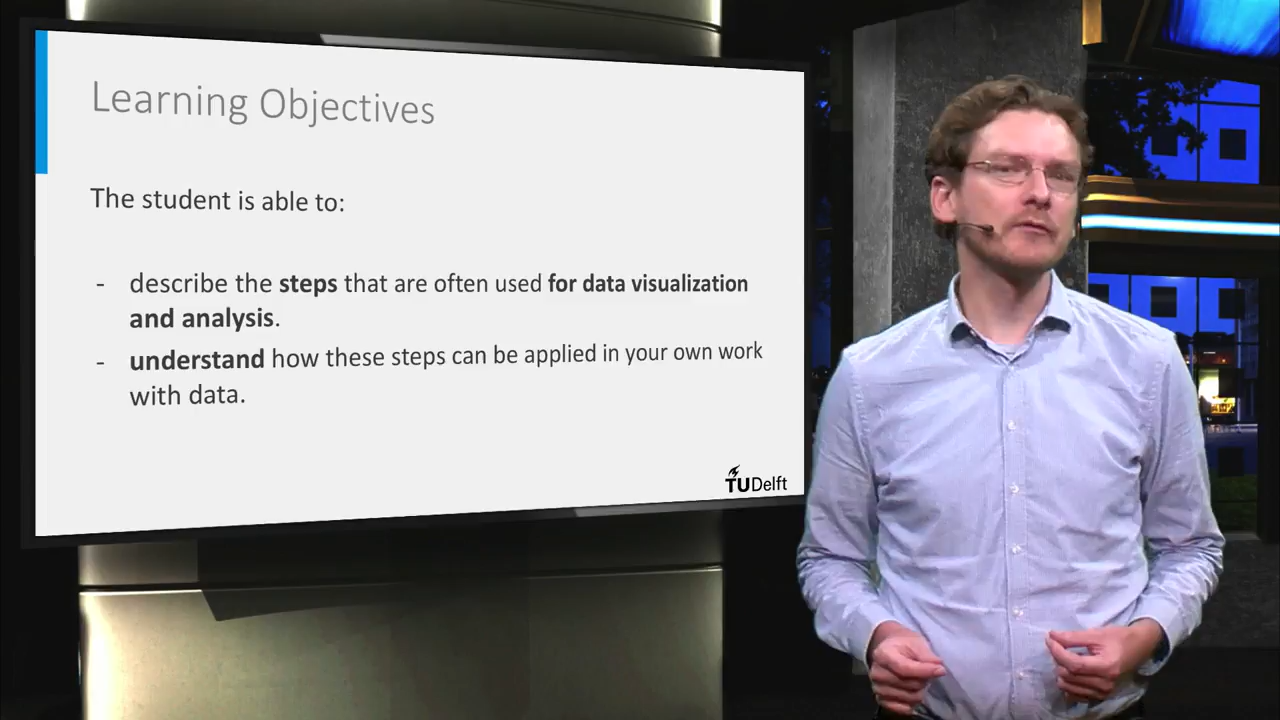 Learning Objectives
The student is able to:
- describe the steps that are often used for data visualization
and analysis.
- understand how these steps can be applied in your own work
with data.
TUDelft